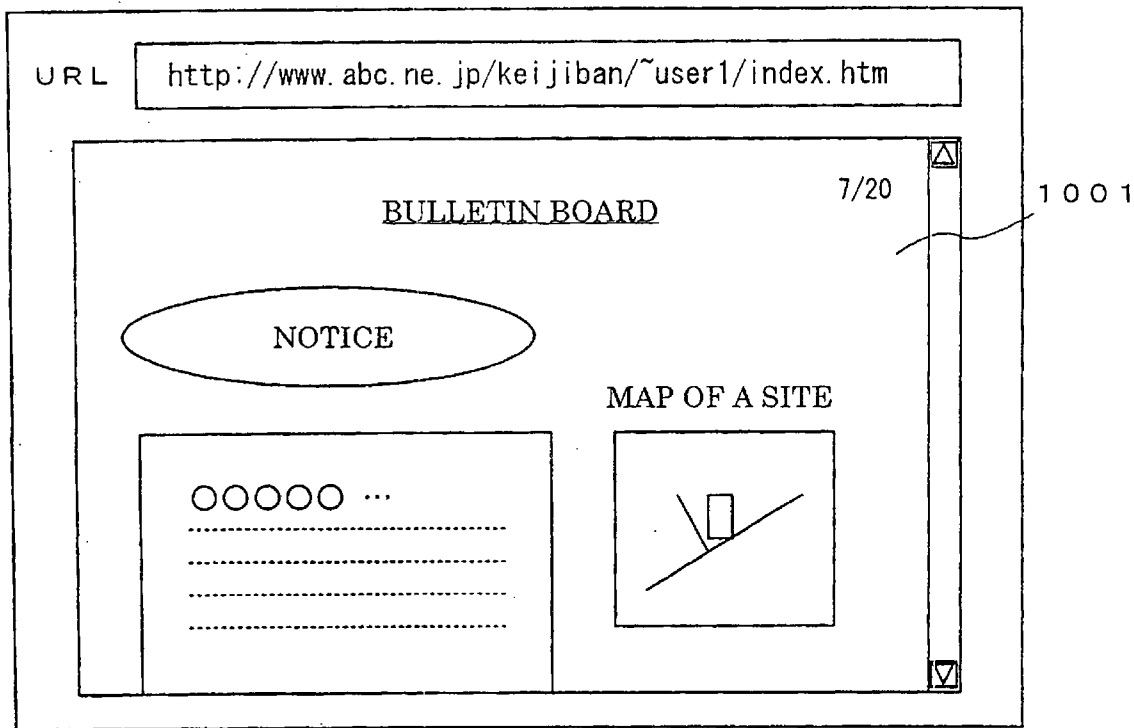 URL http://www.abc.ne.jp/keijiban/~user1/index.htm
7/20
1001
BULLETIN BOARD
NOTICE
MAP OF A SITE
○○○○○ ...